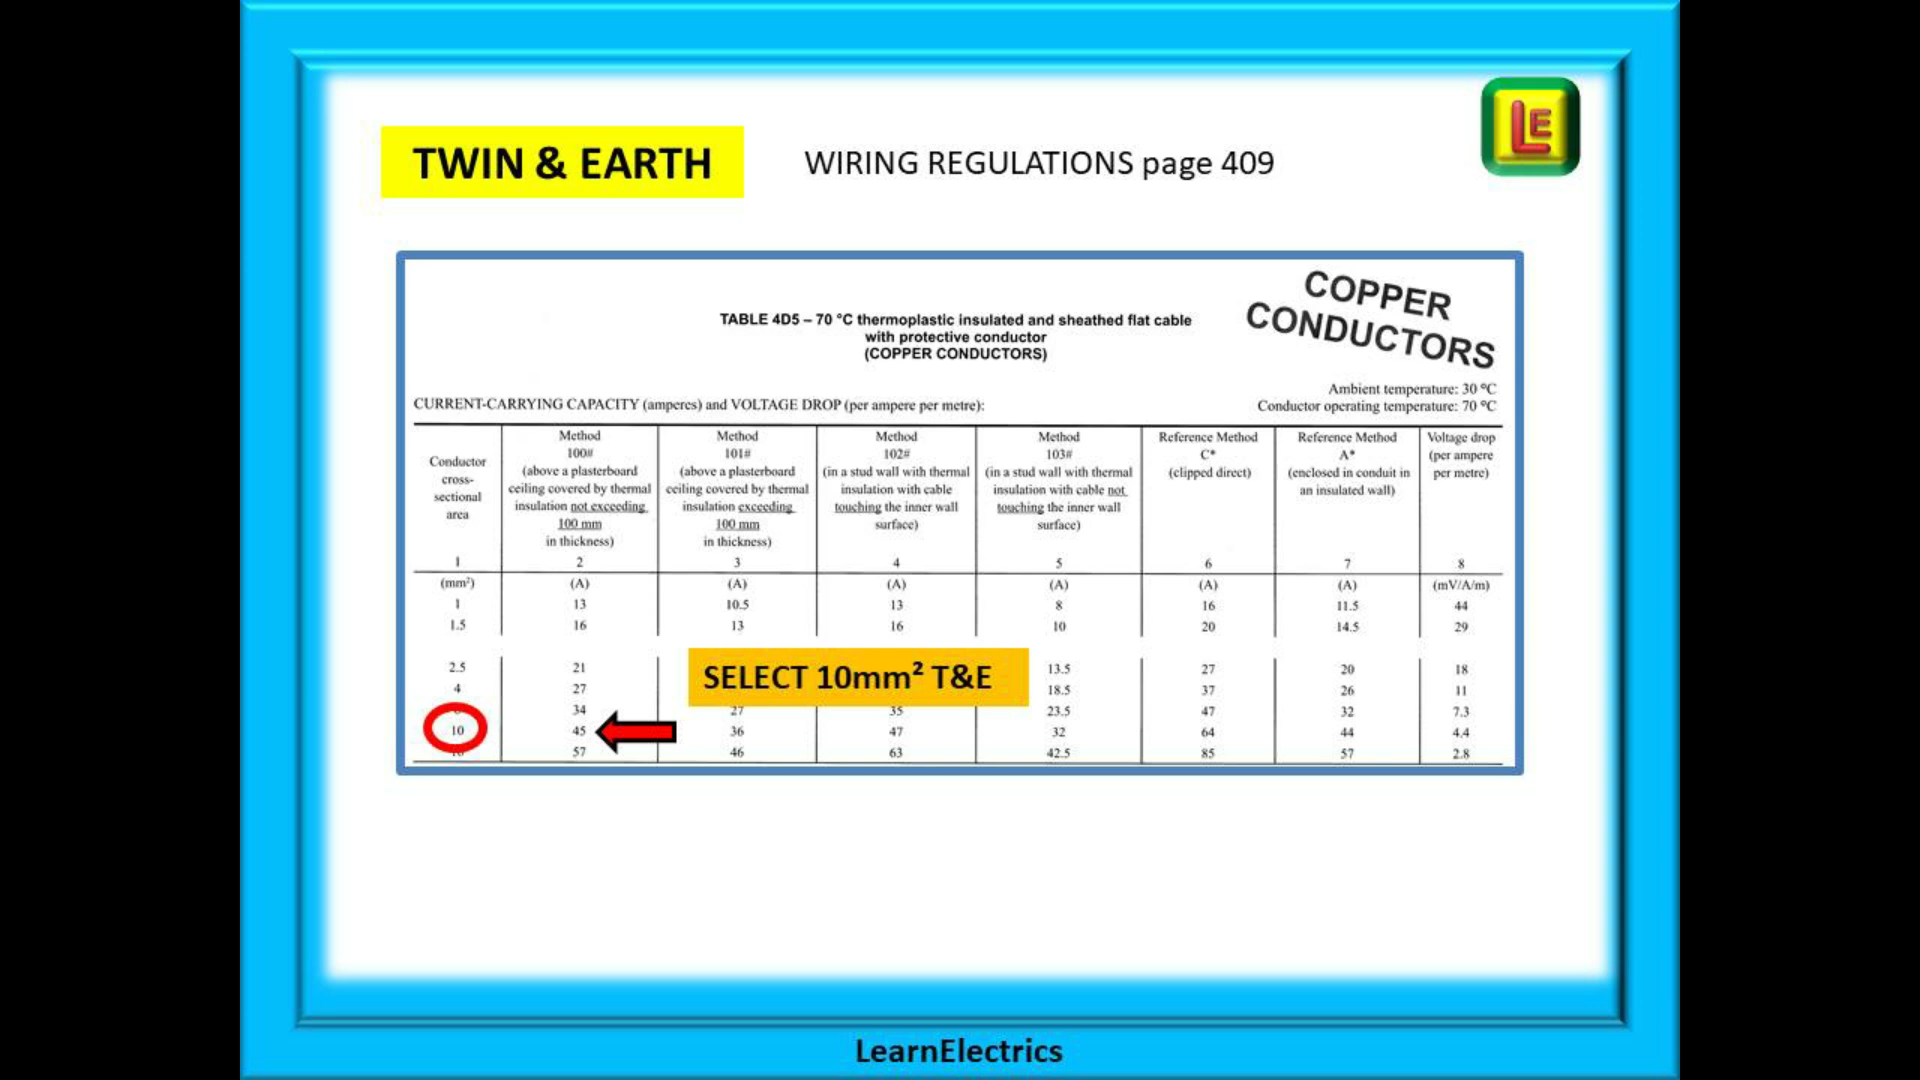 TWIN & EARTH
WIRING REGULATIONS page 409
LE
COPPER
CONDUCTORS
TABLE 4D5 – 70 °C thermoplastic insulated and sheathed flat cable
with protective conductor
(COPPER CONDUCTORS)
Ambient temperature: 30 °C
CURRENT-CARRYING CAPACITY (amperes) and VOLTAGE DROP (per ampere per metre):
Conductor operating temperature: 70 °C
Conductor
cross-
sectional
area
Method
100#
(above a plasterboard
ceiling covered by thermal
insulation not exceeding
100 mm
in thickness)
Method
101#
(above a plasterboard
ceiling covered by thermal
insulation exceeding
100 mm
in thickness)
Method
102#
(in a stud wall with thermal
insulation with cable
touching the inner wall
surface)
Method
103#
(in a stud wall with thermal
insulation with cable not
touching the inner wall
surface)
Reference Method
C*
(clipped direct)
Reference Method
A*
(enclosed in conduit in
an insulated wall)
Voltage drop
(per ampere
per metre)
1 2 3 4 5 6 7 8
(mm²) (A) (A) (A) (A) (A) (A) (mV/A/m)
1 13 10.5 13 8 16 11.5 44
1.5 16 13 16 10 20 14.5 29
2.5 21 13.5 27 20 18
SELECT 10mm² T&E
4 27 18.5 37 26 11
34 27 35 23.5 47 32 7.3
10 45 36 47 32 64 44 4.4
57 46 63 42.5 85 57 2.8
LearnElectrics